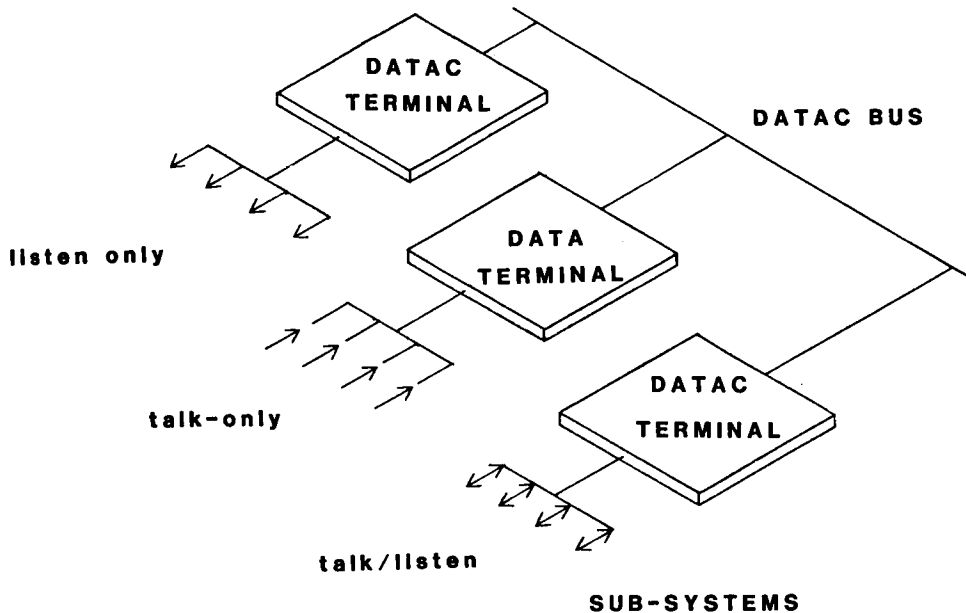 DATAC
TERMINAL
DATAC BUS
listen only
DATA
TERMINAL
talk-only
DATAC
TERMINAL
talk/listen
SUB-SYSTEMS